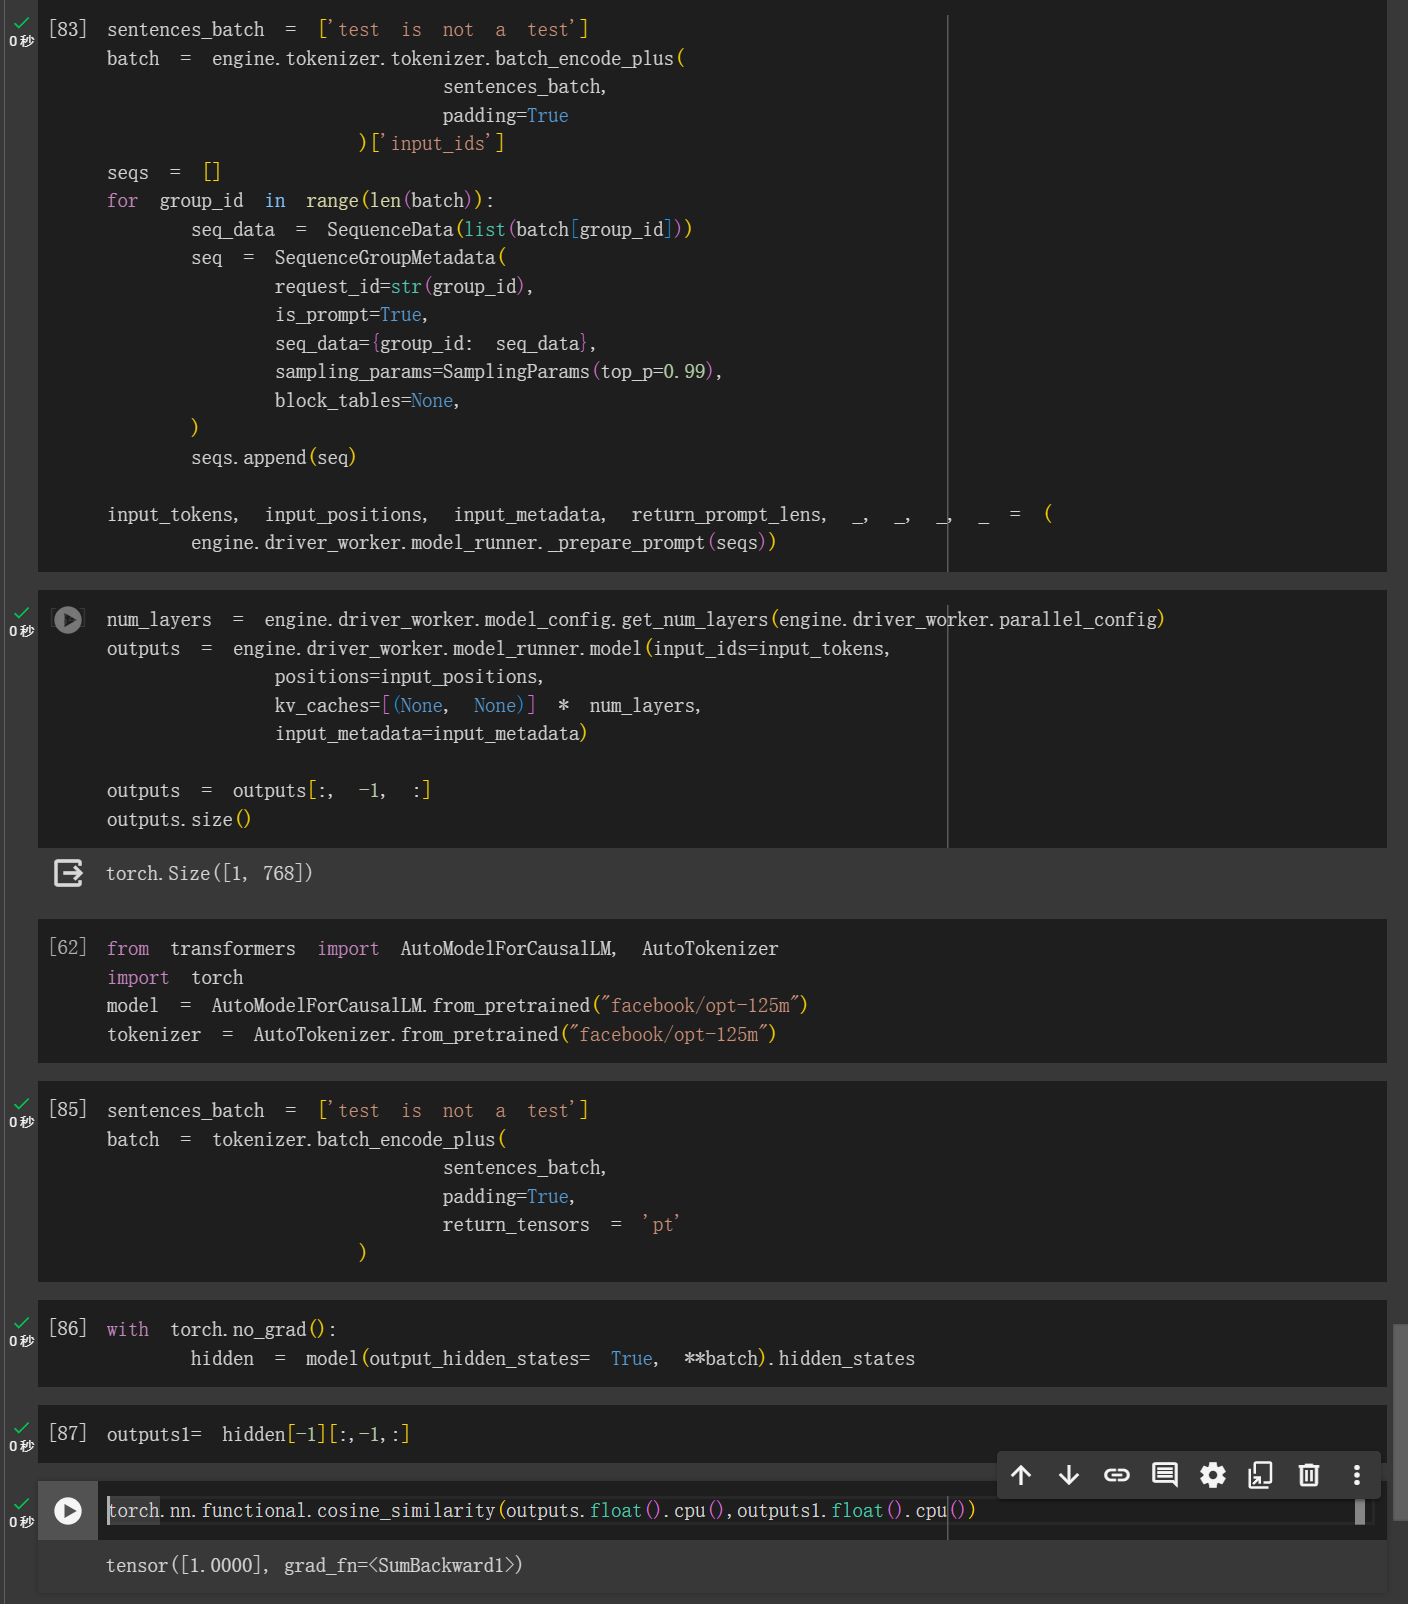 [83] sentences_batch = ['test is not a test']
0 秒
batch = engine.tokenizer.tokenizer.batch_encode_plus(
sentences_batch,
padding=True
)['input_ids']
seqs = []
for group_id in range(len(batch)):
seq_data = SequenceData(list(batch[group_id]))
seq = SequenceGroupMetadata(
request_id=str(group_id),
is_prompt=True,
seq_data={group_id: seq_data},
sampling_params=SamplingParams(top_p=0.99),
block_tables=None,
)
seqs.append(seq)
input_tokens, input_positions, input_metadata, return_prompt_lens, _, _, _, _ = (
engine.driver_worker.model_runner._prepare_prompt(seqs))
num_layers = engine.driver_worker.model_config.get_num_layers(engine.driver_worker.parallel_config)
0 秒
outputs = engine.driver_worker.model_runner.model(input_ids=input_tokens,
positions=input_positions,
kv_caches=[(None, None)] * num_layers,
input_metadata=input_metadata)
outputs = outputs[:, -1, :]
outputs.size()
torch.Size([1, 768])
[62] from transformers import AutoModelForCausalLM, AutoTokenizer
import torch
model = AutoModelForCausalLM.from_pretrained("facebook/opt-125m")
tokenizer = AutoTokenizer.from_pretrained("facebook/opt-125m")
[85] sentences_batch = ['test is not a test']
0 秒
batch = tokenizer.batch_encode_plus(
sentences_batch,
padding=True,
return_tensors = 'pt'
)
[86] with torch.no_grad():
0 秒
hidden = model(output_hidden_states= True, **batch).hidden_states
[87] outputs1= hidden[-1][:,-1,:]
0 秒
torch.nn.functional.cosine_similarity(outputs.float().cpu(),outputs1.float().cpu())
0 秒
tensor([1.0000], grad_fn=<SumBackward1>)